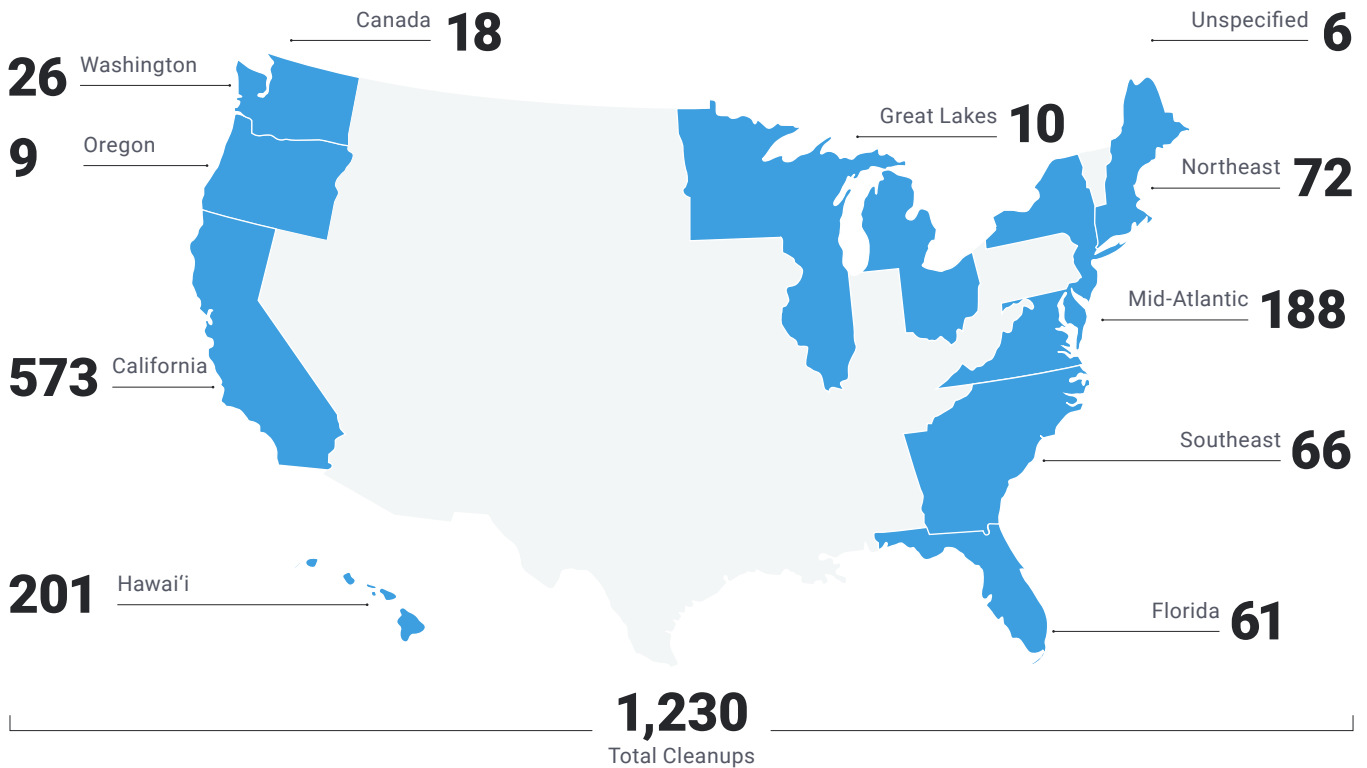 Canada 18
Unspecified 6
26 Washington
Great Lakes 10
9 Oregon
Northeast 72
Mid-Atlantic 188
573 California
Southeast 66
201 Hawaiʻi
Florida 61
1,230
Total Cleanups